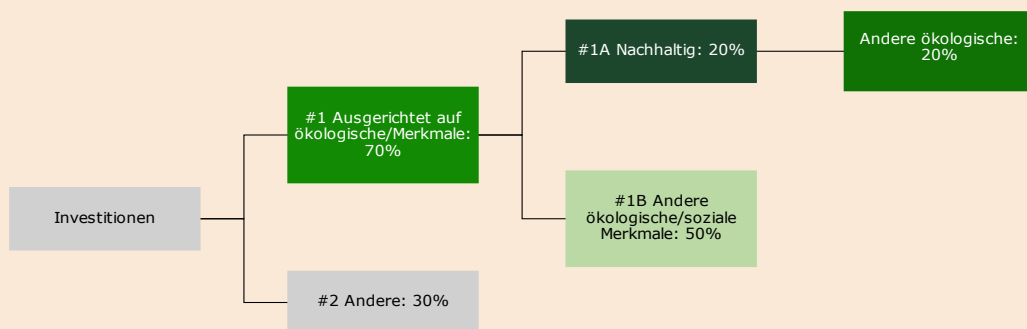 Investitionen
#1 Ausgerichtet auf
ökologische/Merkmale:
70%
#2 Andere: 30%
#1A Nachhaltig: 20%
#1B Andere
ökologische/soziale
Merkmale: 50%
Andere ökologische:
20%